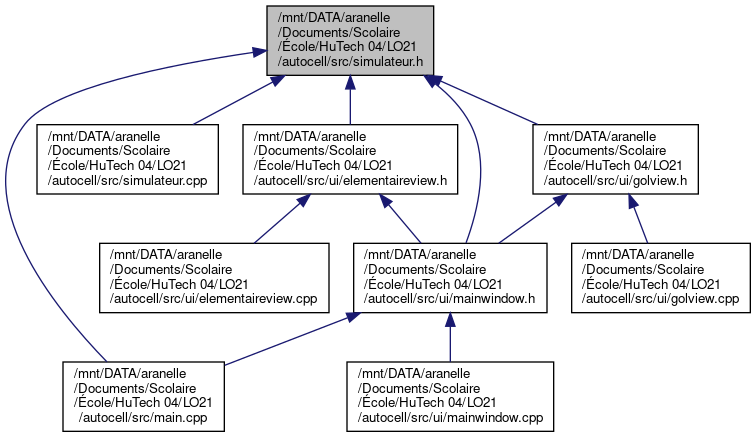 /mnt/DATA/aranelle
/Documents/Scolaire
/École/HuTech 04/LO21
/autocell/src/simulateur.h
/mnt/DATA/aranelle
/Documents/Scolaire
/École/HuTech 04/LO21
/autocell/src/simulateur.cpp
/mnt/DATA/aranelle
/Documents/Scolaire
/École/HuTech 04/LO21
/autocell/src/ui/elementaireview.h
/mnt/DATA/aranelle
/Documents/Scolaire
/École/HuTech 04/LO21
/autocell/src/ui/golview.h
/mnt/DATA/aranelle
/Documents/Scolaire
/École/HuTech 04/LO21
/autocell/src/ui/elementaireview.cpp
/mnt/DATA/aranelle
/Documents/Scolaire
/École/HuTech 04/LO21
/autocell/src/ui/mainwindow.h
/mnt/DATA/aranelle
/Documents/Scolaire
/École/HuTech 04/LO21
/autocell/src/ui/golview.cpp
/mnt/DATA/aranelle
/Documents/Scolaire
/École/HuTech 04/LO21
/autocell/src/main.cpp
/mnt/DATA/aranelle
/Documents/Scolaire
/École/HuTech 04/LO21
/autocell/src/ui/mainwindow.cpp